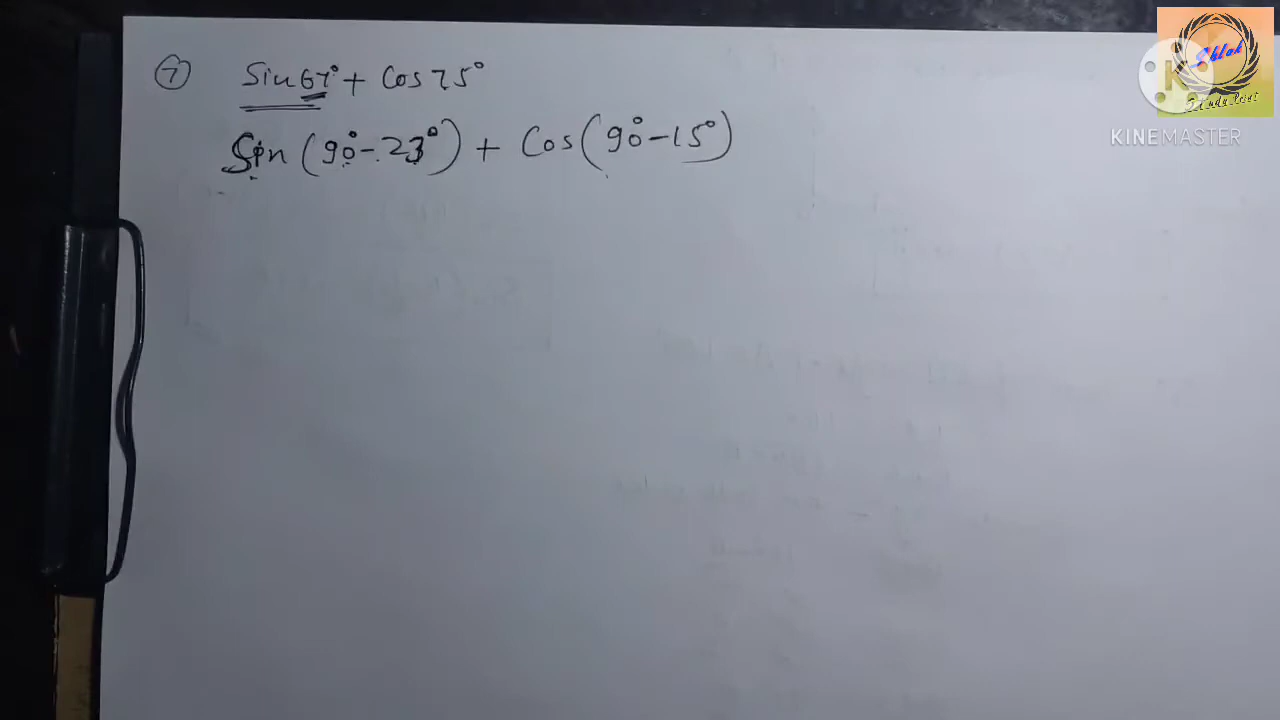 ⑦ Sin67° + Cos75°
Sin(90°-23°) + Cos(90°-15°)
K
KINEMASTER